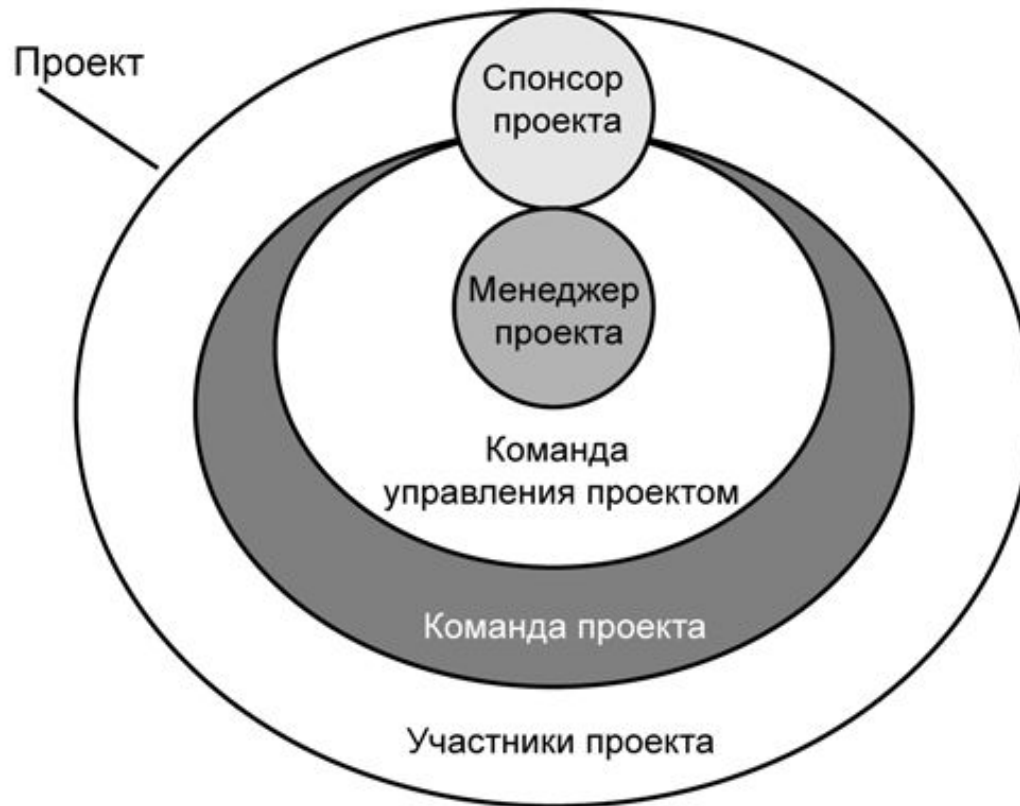 Проект
Спонсор
проекта
Менеджер
проекта
Команда
управления проектом
Команда проекта
Участники проекта